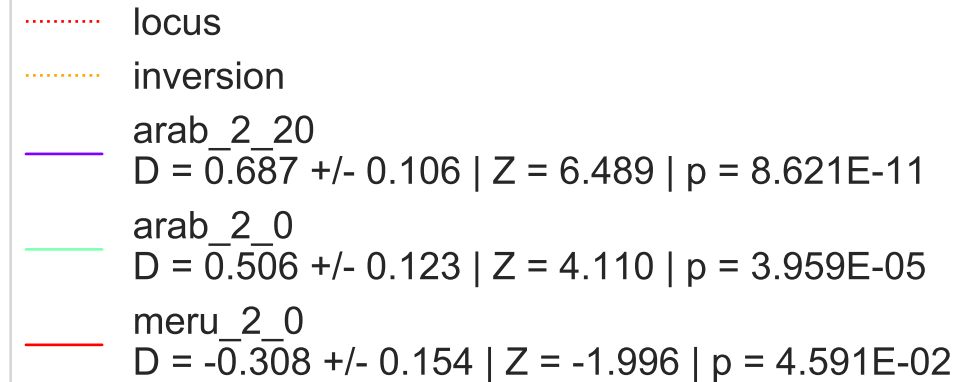 locus
inversion
arab_2_20
D = 0.687 +/- 0.106 | Z = 6.489 | p = 8.621E-11
arab_2_0
D = 0.506 +/- 0.123 | Z = 4.110 | p = 3.959E-05
meru_2_0
D = -0.308 +/- 0.154 | Z = -1.996 | p = 4.591E-02